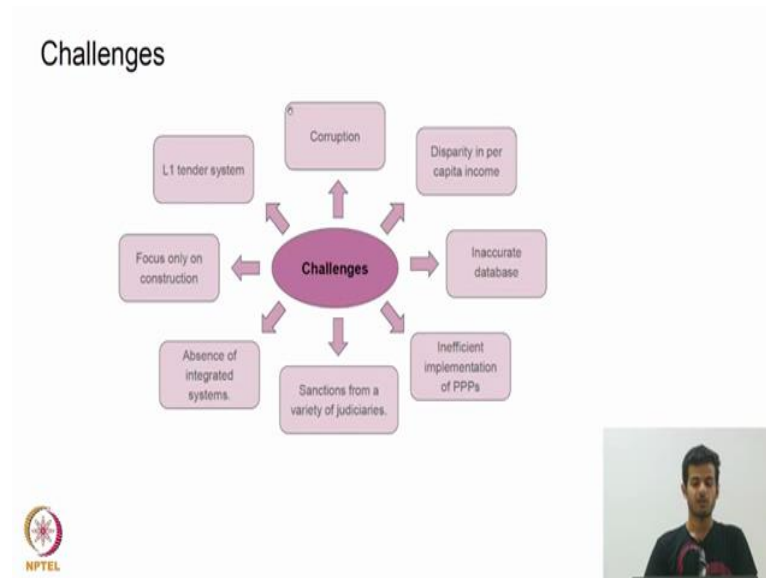 Challenges
Corruption
Disparity in per
capita income
L1 tender system
Inaccurate
database
Focus only on
construction
Challenges
Inefficient
implementation
of PPPs
Absence of
integrated
systems.
Sanctions from a
variety of judiciaries.
NPTEL